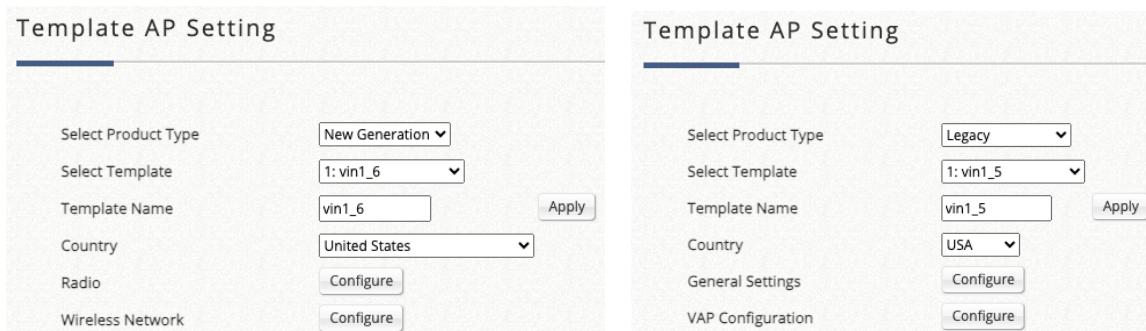 Template AP Setting
Select Product Type New Generation
Select Template 1: vin1_6
Template Name vin1_6 Apply
Country United States
Radio Configure
Wireless Network Configure
Template AP Setting
Select Product Type Legacy
Select Template 1: vin1_5
Template Name vin1_5 Apply
Country USA
General Settings Configure
VAP Configuration Configure